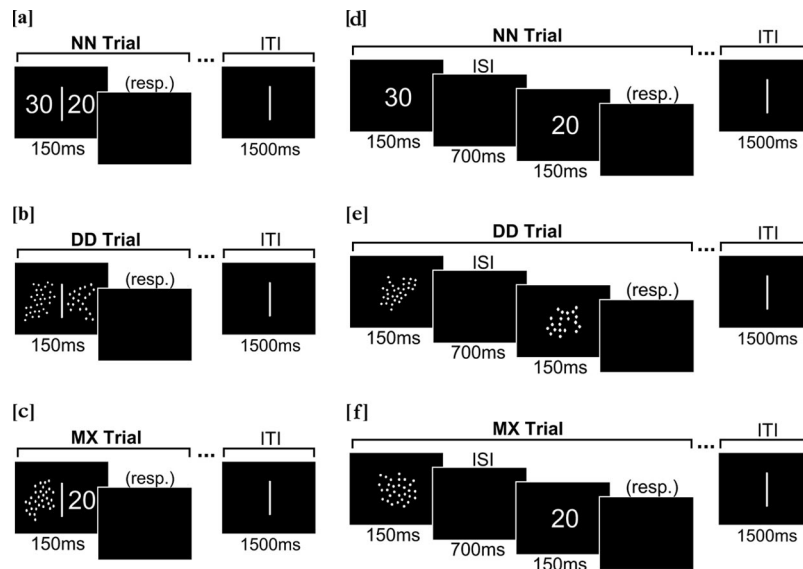 [a]
NN Trial ... ITI
(resp.)
30 20
150ms
1500ms
[b]
DD Trial ... ITI
(resp.)
150ms
1500ms
[c]
MX Trial ... ITI
(resp.)
20
150ms
1500ms
[d]
NN Trial ... ITI
ISI
(resp.)
30
20
150ms
700ms
150ms
1500ms
[e]
DD Trial ... ITI
ISI
(resp.)
150ms
700ms
150ms
1500ms
[f]
MX Trial ... ITI
ISI
(resp.)
20
150ms
700ms
150ms
1500ms